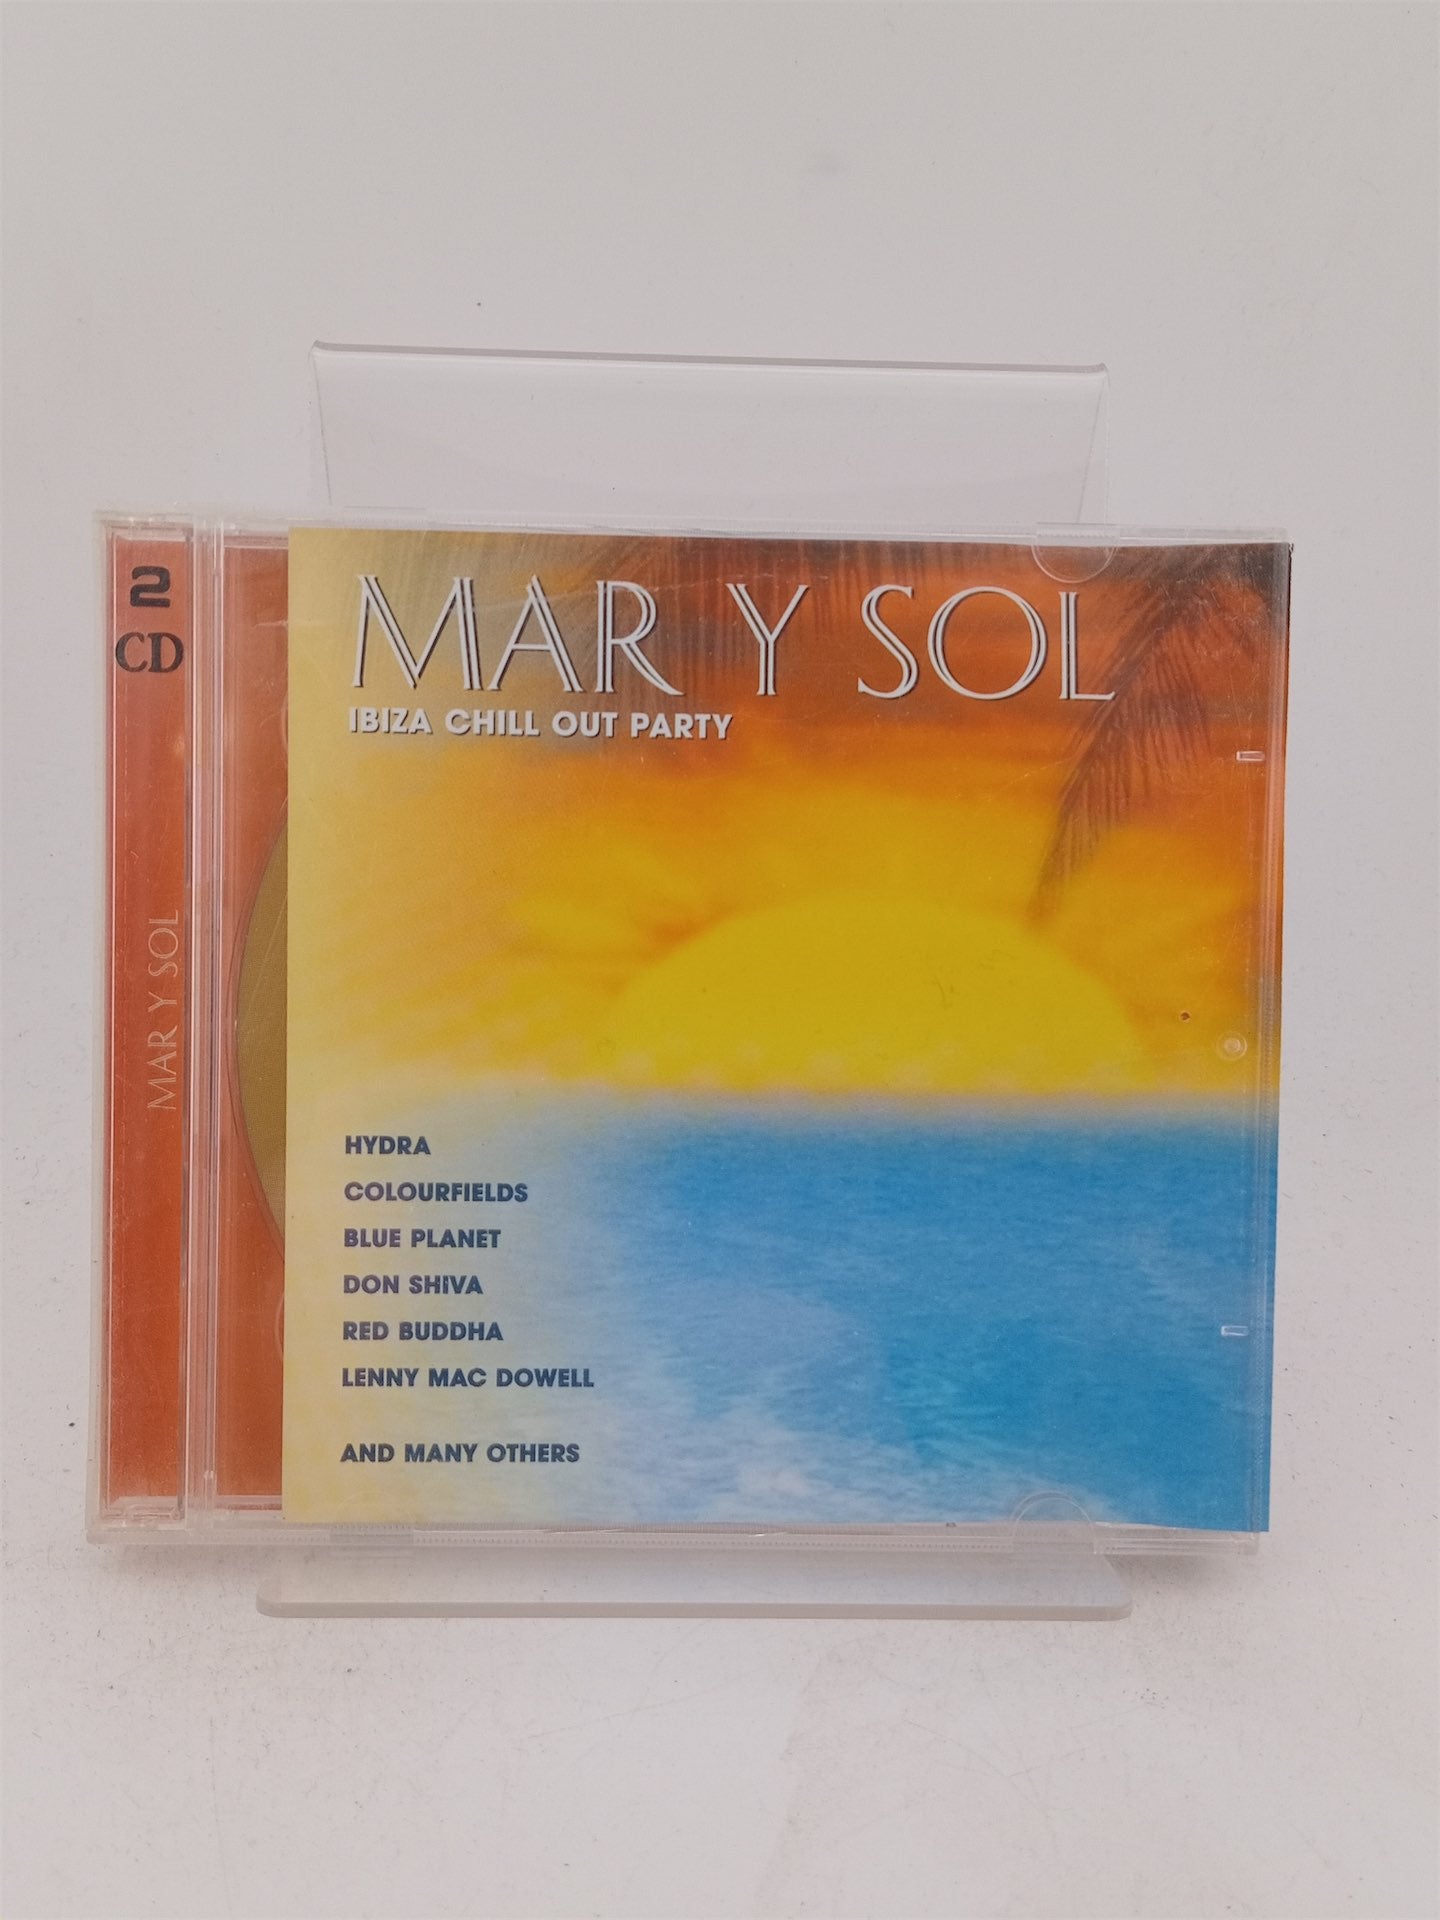 2
CD
MAR Y SOL
MAR Y SOL
IBIZA CHILL OUT PARTY
HYDRA
COLOURFIELDS
BLUE PLANET
DON SHIVA
RED BUDDHA
LENNY MAC DOWELL
AND MANY OTHERS